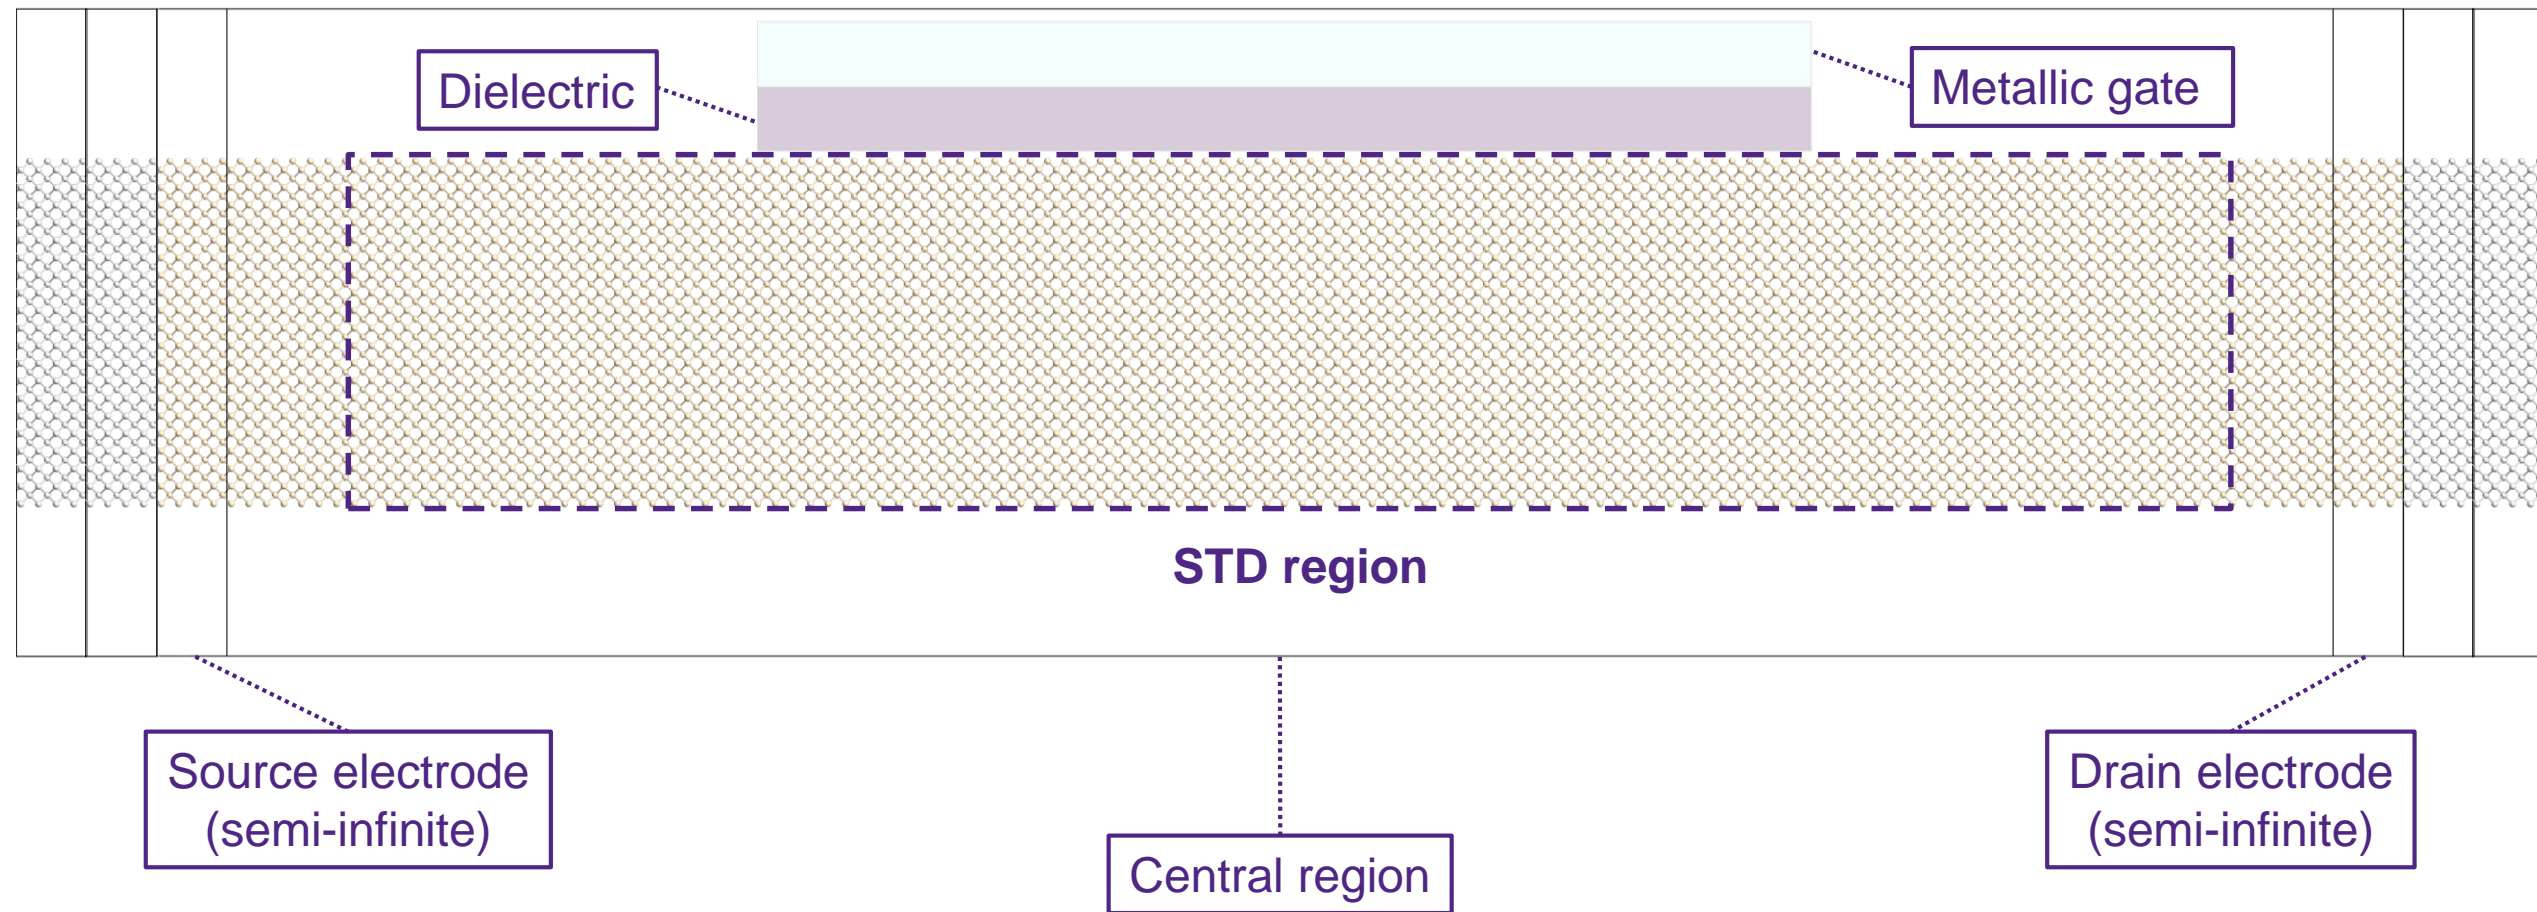 Dielectric
Metallic gate
STD region
Source electrode
(semi-infinite)
Drain electrode
(semi-infinite)
Central region